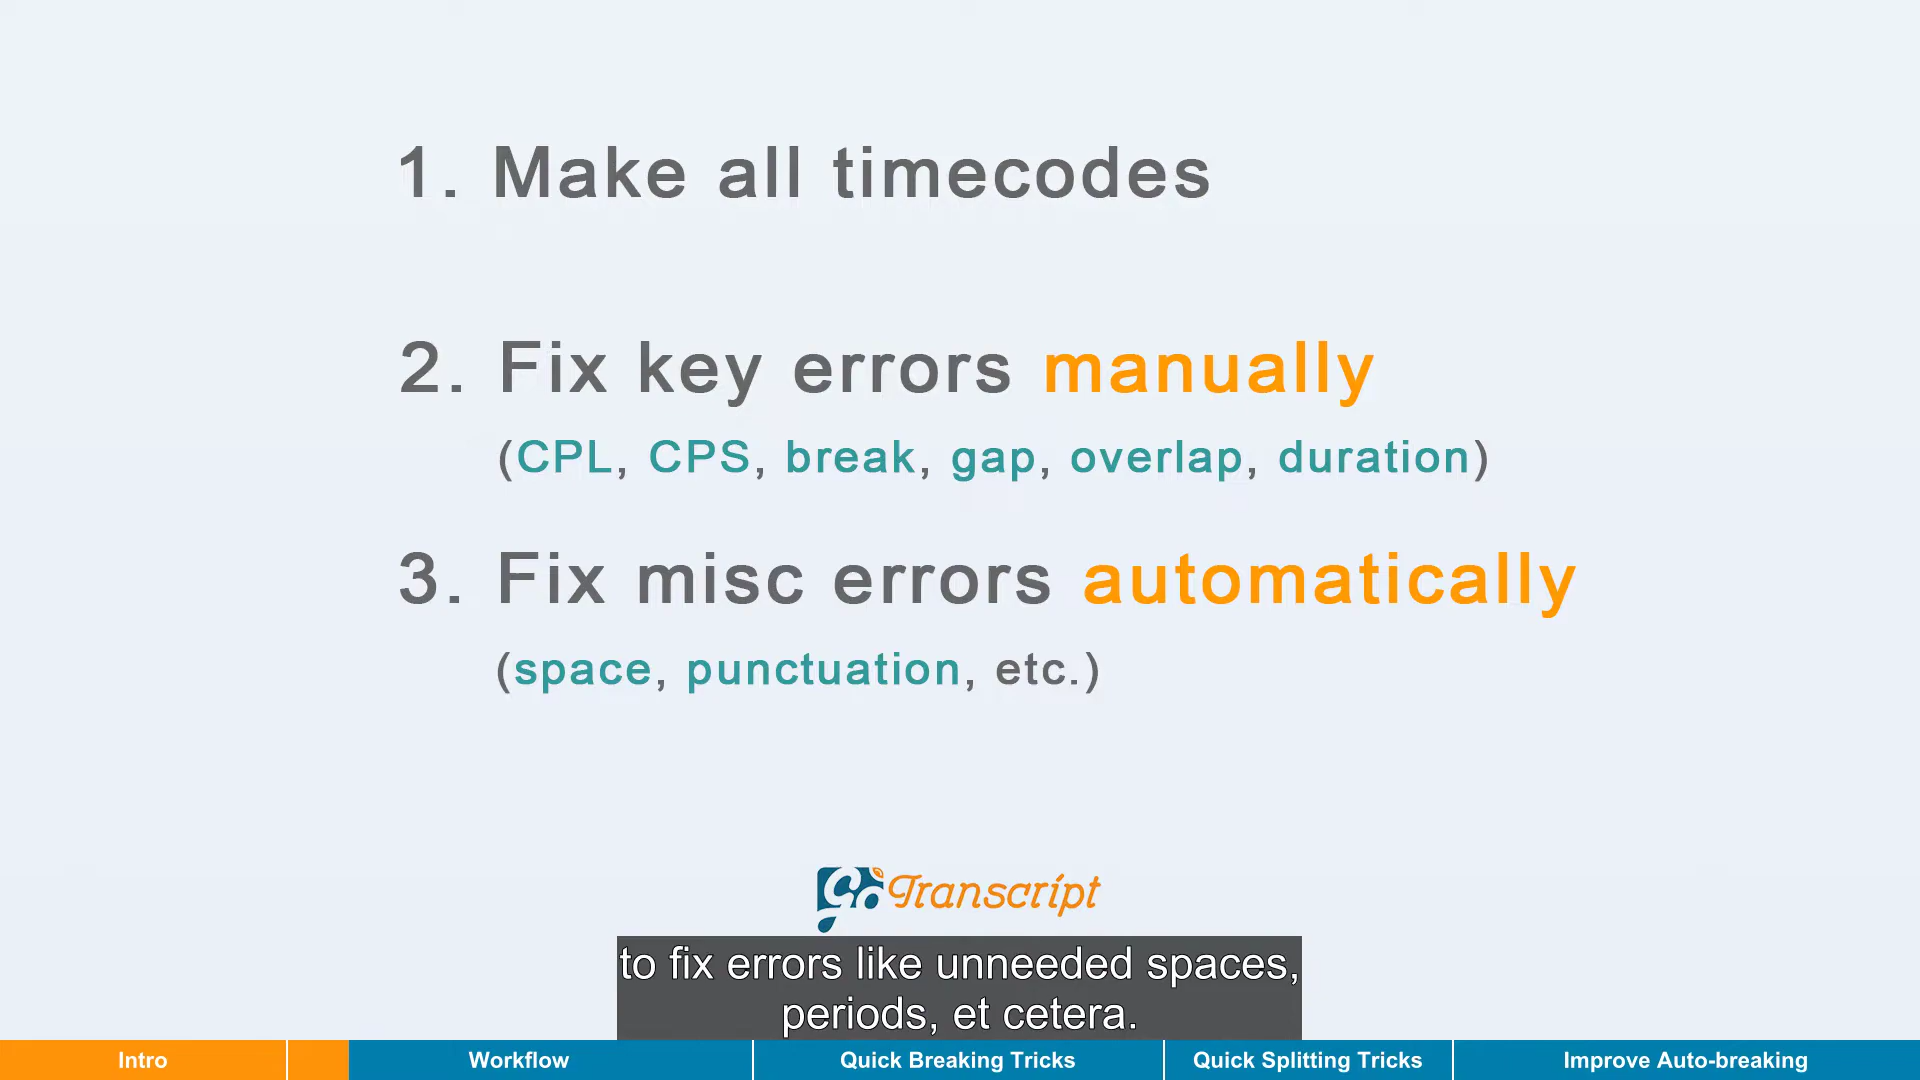 1. Make all timecodes
2. Fix key errors manually
(CPL, CPS, break, gap, overlap, duration)
3. Fix misc errors automatically
(space, punctuation, etc.)
Go Transcript
to fix errors like unneeded spaces,
periods, et cetera.
Intro
Workflow
Quick Breaking Tricks
Quick Splitting Tricks
Improve Auto-breaking